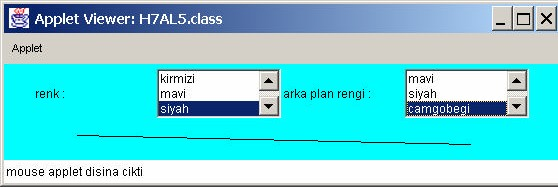 Applet Viewer: H7AL5.class
Applet
renk :
kirmizi
mavi
siyah
arka plan rengi :
mavi
siyah
camgobegi
mouse applet disina cikti